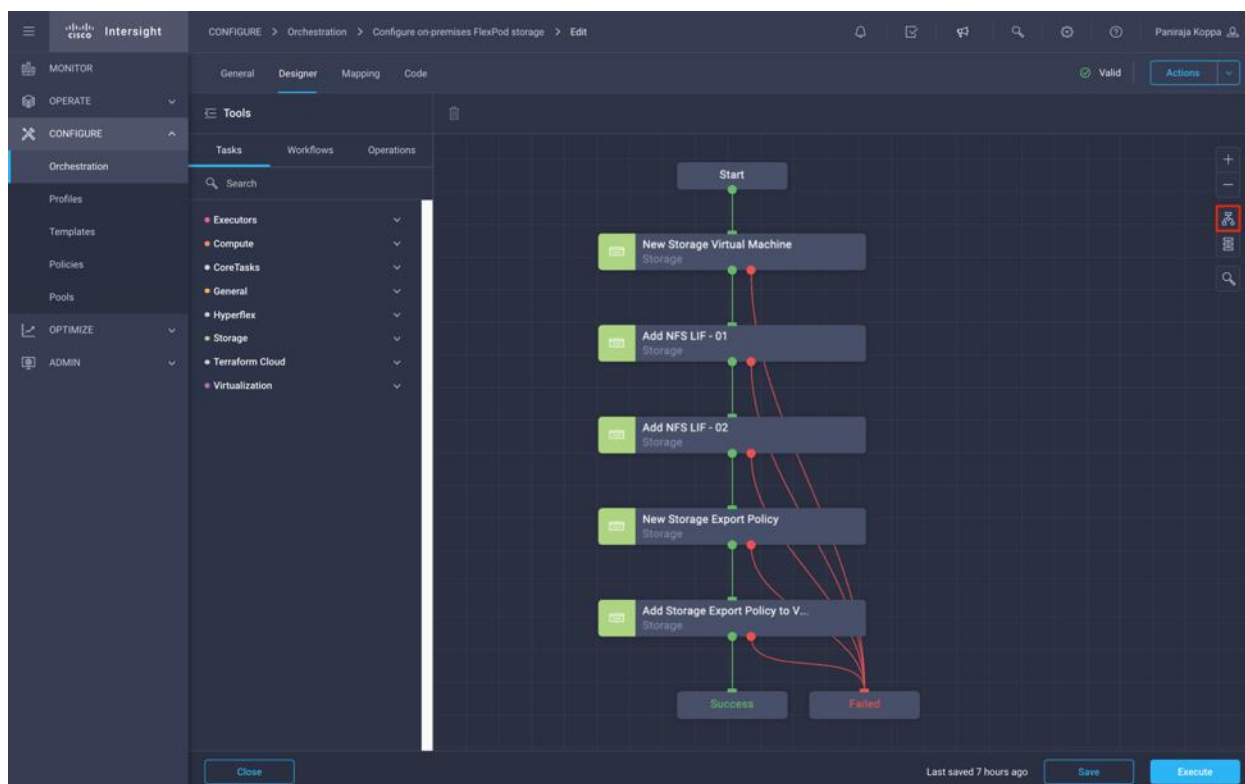 cisco Intersight
CONFIGURE > Orchestration > Configure on-premises FlexPod storage > Edit
Paniraja Koppa
MONITOR
OPERATE
CONFIGURE
Orchestration
Profiles
Templates
Policies
Pools
OPTIMIZE
ADMIN
General Designer Mapping Code
Valid
Actions
Tools
Tasks Workflows Operations
Search
Executors
Compute
CoreTasks
General
Hyperflex
Storage
Terraform Cloud
Virtualization
Start
New Storage Virtual Machine
Storage
Add NFS LIF - 01
Storage
Add NFS LIF - 02
Storage
New Storage Export Policy
Storage
Add Storage Export Policy to V...
Storage
Success
Failed
Close
Last saved 7 hours ago
Save
Execute